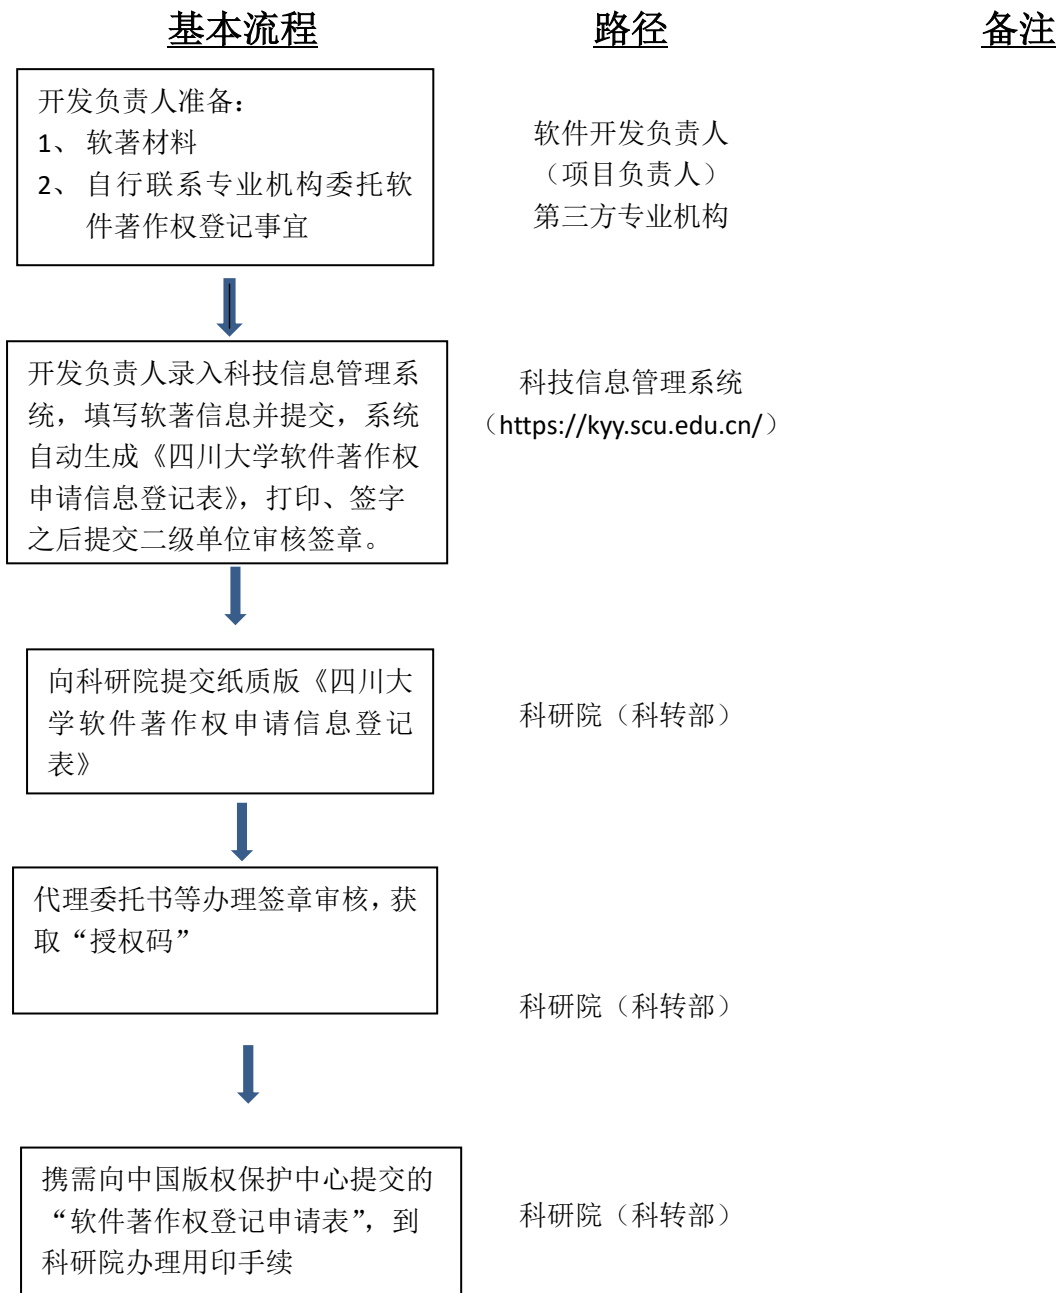 基本流程 路径 备注
开发负责人准备：
1、 软著材料
2、 自行联系专业机构委托软
件著作权登记事宜
软件开发负责人
（项目负责人）
第三方专业机构
开发负责人录入科技信息管理系
统，填写软著信息并提交，系统
自动生成《四川大学软件著作权
申请信息登记表》，打印、签字
之后提交二级单位审核签章。
科技信息管理系统
（https://kyy.scu.edu.cn/）
向科研院提交纸质版《四川大
学软件著作权申请信息登记
表》
科研院（科转部）
代理委托书等办理签章审核，获
取“授权码”
科研院（科转部）
携需向中国版权保护中心提交的
“软件著作权登记申请表”，到
科研院办理用印手续
科研院（科转部）